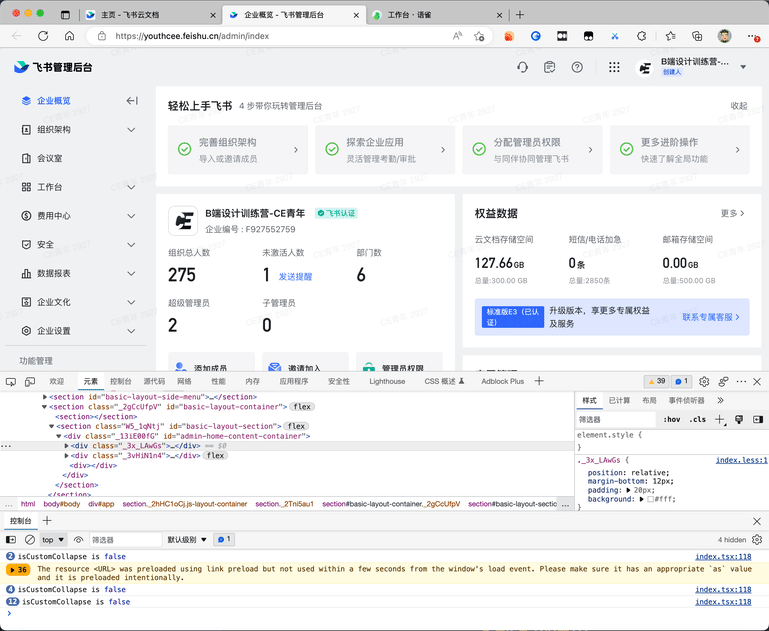 主页 - 飞书云文档
企业概览 - 飞书管理后台
工作台 · 语雀
https://youthcee.feishu.cn/admin/index
飞书管理后台
B端设计训练营-...
创建人
企业概览
组织架构
会议室
工作台
费用中心
安全
数据报表
企业文化
企业设置
功能管理
轻松上手飞书 4 步带你玩转管理后台 收起
完善组织架构
导入或邀请成员
探索企业应用
灵活管理考勤/审批
分配管理员权限
与同伴协同管理飞书
更多进阶操作
快速了解全局功能
B端设计训练营-CE青年 飞书认证
企业编号：F927552759
组织总人数 未激活人数 部门数
275 1 发送提醒 6
超级管理员 子管理员
2 0
添加成员 邀请加入 管理员权限
权益数据 更多
云文档存储空间 短信/电话加急 邮箱存储空间
127.66GB 0条 0.00GB
总量:300.00 GB 总量:2850条 总量:500.00 GB
标准版E3（已认证）
升级版本，享更多专属权益及服务
联系专属客服
欢迎 元素 控制台 源代码 网络 性能 内存 应用程序 安全性 Lighthouse CSS 概述 Adblock Plus 39 1
<section id="basic-layout-side-menu">…</section>
<section class="_2gCcUfpV" id="basic-layout-container"> flex
<section></section>
<section class="W5_1qNtj" id="basic-layout-section"> flex
<div class="_13iE00fG" id="admin-home-content-container">
<div class="_3x_LAwGs">…</div> == $0
<div class="_3vHiN1n4">…</div> flex
<div></div>
</div>
</section>
</section>
html body#body div#app section._2hHC1oCj.js-layout-container section._2Tni5au1 section#basic-layout-container._2gCcUfpV section#basic-layout-sectio
样式 已计算 布局 事件侦听器
筛选器 :hov .cls
element.style {
}
._3x_LAwGs { index.less:1
position: relative;
margin-bottom: 12px;
padding: 20px;
background: #fff;
}
控制台
top 筛选器 默认级别 1 4 hidden
2 isCustomCollapse is false index.tsx:118
36 The resource <URL> was preloaded using link preload but not used within a few seconds from the window's load event. Please make sure it has an appropriate `as` value
and it is preloaded intentionally.
4 isCustomCollapse is false index.tsx:118
12 isCustomCollapse is false index.tsx:118